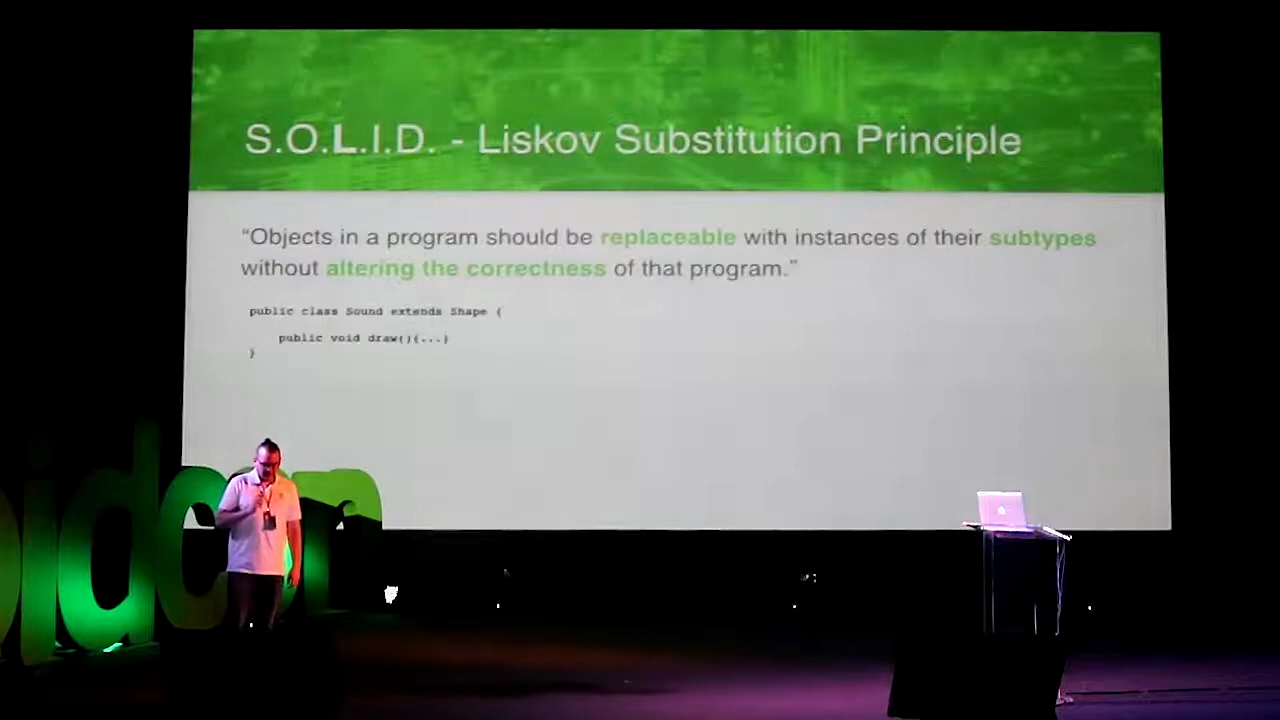 S.O.L.I.D. - Liskov Substitution Principle
“Objects in a program should be replaceable with instances of their subtypes
without altering the correctness of that program.”
public class Sound extends Shape {
public void draw(){...}
}
idcon